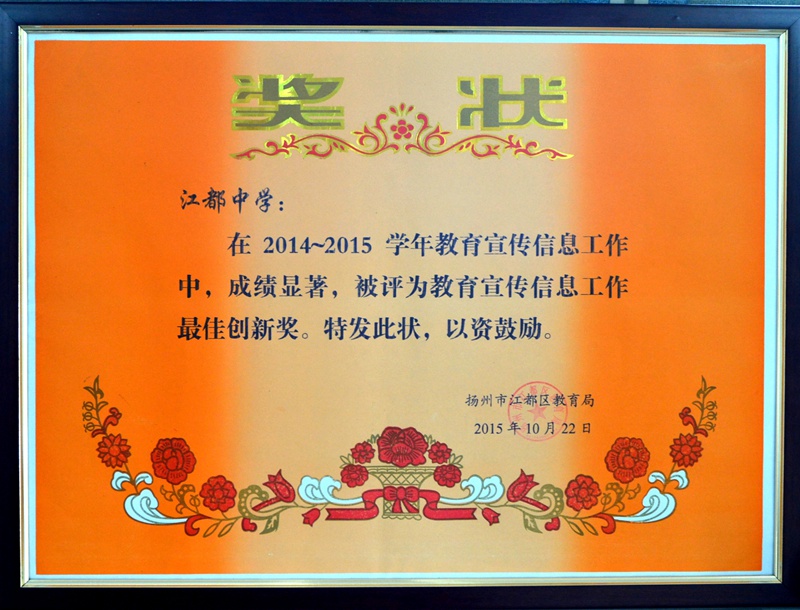 奖状
江都中学：
在 2014~2015 学年教育宣传信息工作
中，成绩显著，被评为教育宣传信息工作
最佳创新奖。特发此状，以资鼓励。
扬州市江都区教育局
2015 年 10 月 22 日